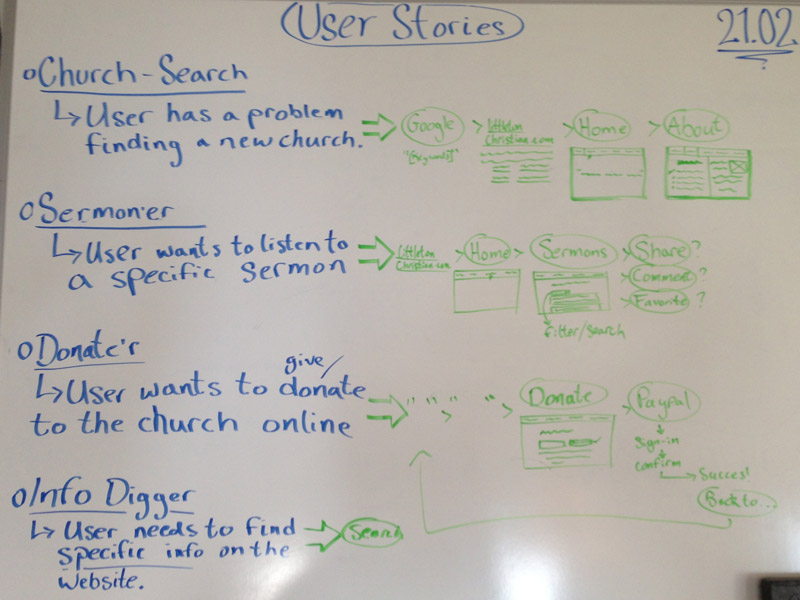 User Stories
21.02
Church-Search
User has a problem
finding a new church.
Google > Littleton Christian.com > Home > About
"[Keywords]"
Sermon'er
User wants to listen to
a specific Sermon
Littleton Christian.com > Home > Sermons > Share?
> Comment?
> Favorite?
filter/search
Donate'r
give/
User wants to donate
to the church online
" " > " " > Donate > Paypal
Sign-in
Confirm
Succes!
Back to...
Info Digger
User needs to find
specific info on the
website.
Search